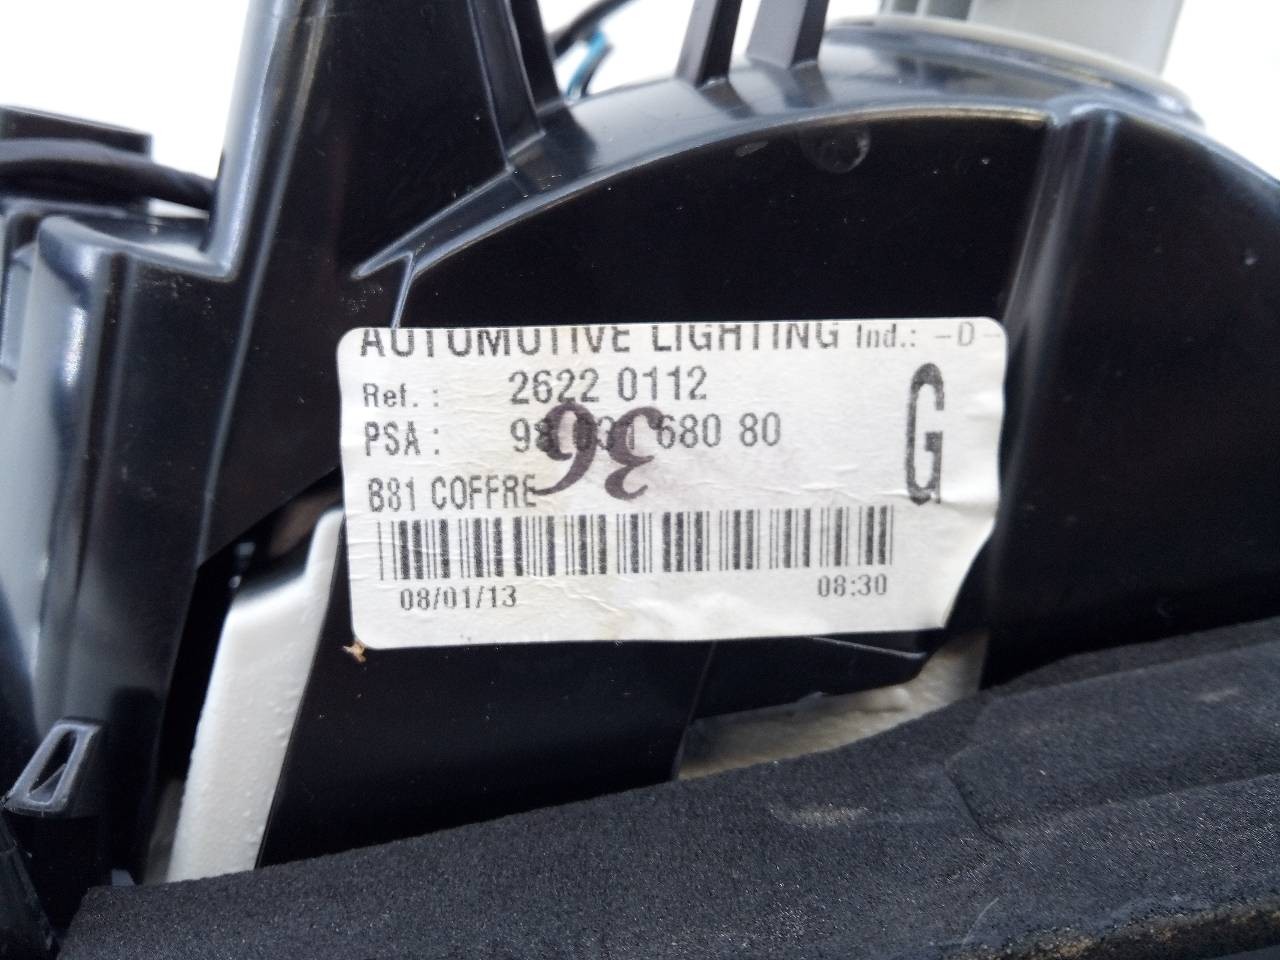 AUTOMOTIVE LIGHTING Ind.: -D-
Ref. : 2622 0112
PSA : 680 80
36
G
B81 COFFRE
08/01/13 08:30